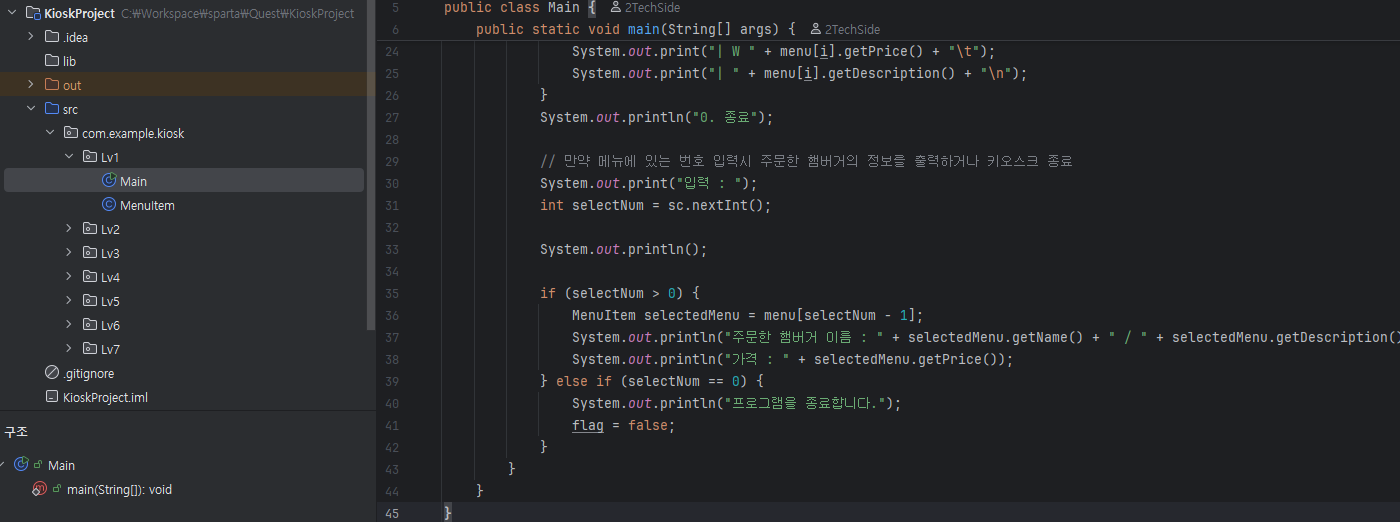 KioskProject C:\Workspace\sparta\Quest\KioskProject
.idea
lib
out
src
com.example.kiosk
Lv1
Main
MenuItem
Lv2
Lv3
Lv4
Lv5
Lv6
Lv7
.gitignore
KioskProject.iml
구조
Main
main(String[]): void
5 public class Main { 2TechSide
6 public static void main(String[] args) { 2TechSide
24 System.out.print("| W " + menu[i].getPrice() + "\t");
25 System.out.print("| " + menu[i].getDescription() + "\n");
26 }
27 System.out.println("0. 종료");
28
29 // 만약 메뉴에 있는 번호 입력시 주문한 햄버거의 정보를 출력하거나 키오스크 종료
30 System.out.print("입력 : ");
31 int selectNum = sc.nextInt();
32
33 System.out.println();
34
35 if (selectNum > 0) {
36 MenuItem selectedMenu = menu[selectNum - 1];
37 System.out.println("주문한 햄버거 이름 : " + selectedMenu.getName() + " / " + selectedMenu.getDescription()
38 System.out.println("가격 : " + selectedMenu.getPrice());
39 } else if (selectNum == 0) {
40 System.out.println("프로그램을 종료합니다.");
41 flag = false;
42 }
43 }
44 }
45 }